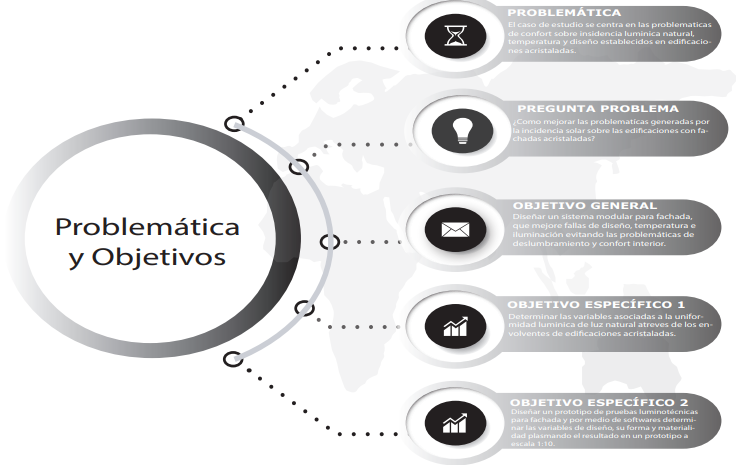 Problemática
y Objetivos
PROBLEMÁTICA
El caso de estudio se centra en las problematicas
de confort sobre incidencia lumínica natural,
temperatura y diseño establecidos en edificacio-
nes acristaladas.
PREGUNTA PROBLEMA
¿Como mejorar las problematícas generadas por
la incidencia solar sobre las edificaciones con fa-
chadas acristaladas?
OBJETIVO GENERAL
Diseñar un sistema modular para fachada,
que mejore fallas de diseño, temperatura e
iluminación evitando las problemáticas de
deslumbramiento y confort interior.
OBJETIVO ESPECÍFICO 1
Determinar las variables asociadas a la unifor-
midad lumínica de luz natural atreves de los en-
volventes de edificaciones acristaladas.
OBJETIVO ESPECÍFICO 2
Diseñar un prototipo de pruebas luminotécnicas
para fachada y por medio de softwares determi-
nar las variables de diseño, su forma y materiali-
dad plasmando el resultado en un prototipo a
escala 1:10.